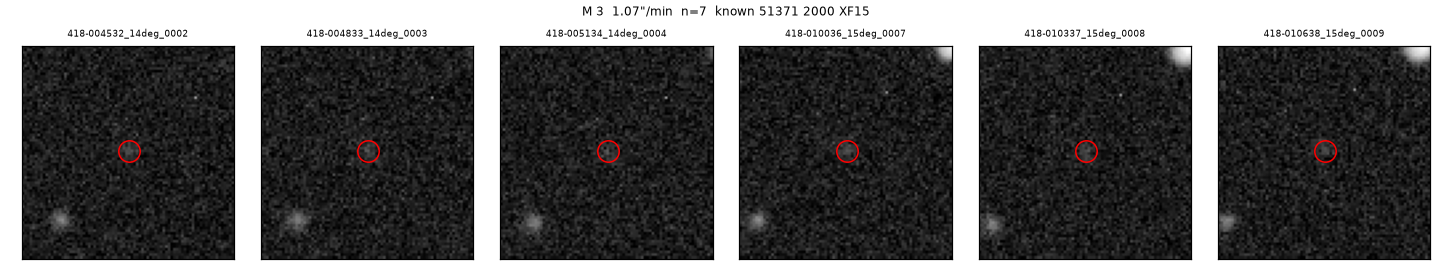 M 3 1.07"/min n=7 known 51371 2000 XF15
418-004532_14deg_0002
418-004833_14deg_0003
418-005134_14deg_0004
418-010036_15deg_0007
418-010337_15deg_0008
418-010638_15deg_0009